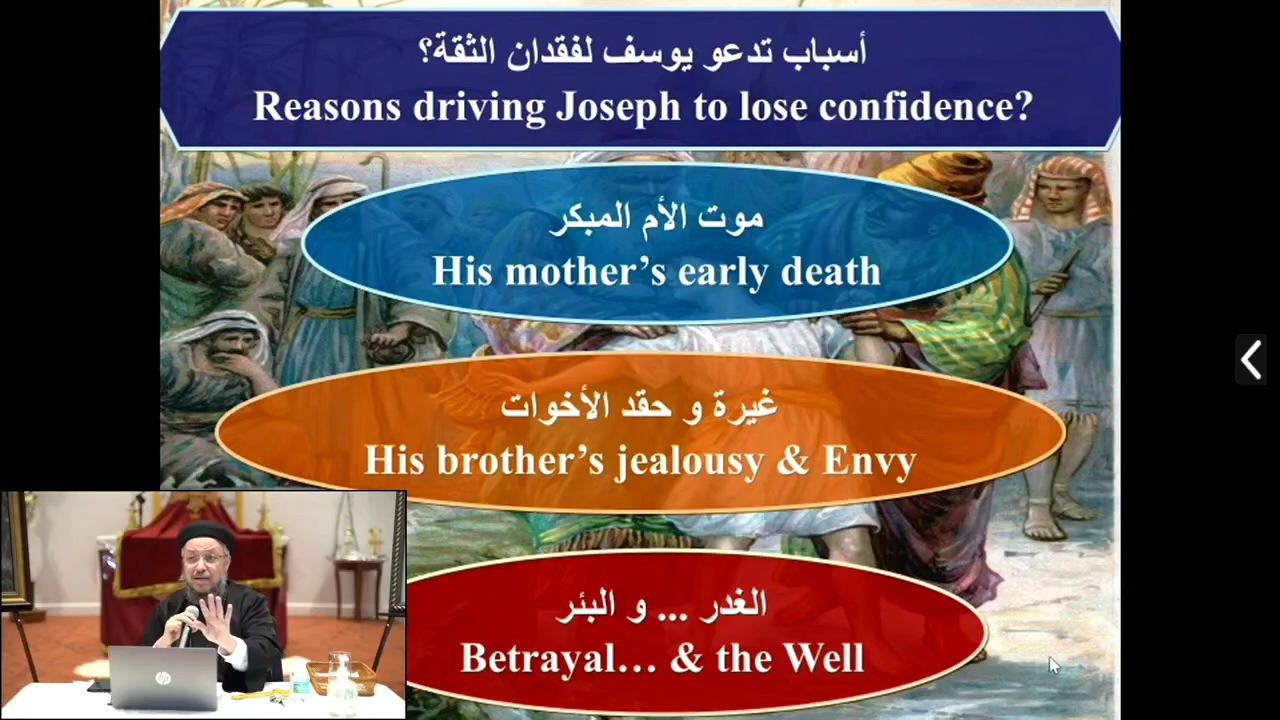 أسباب تدعو يوسف لفقدان الثقة؟
Reasons driving Joseph to lose confidence?
موت الأم المبكر
His mother's early death
غيرة و حقد الأخوات
His brother's jealousy & Envy
الغدر ... و البئر
Betrayal… & the Well
hp